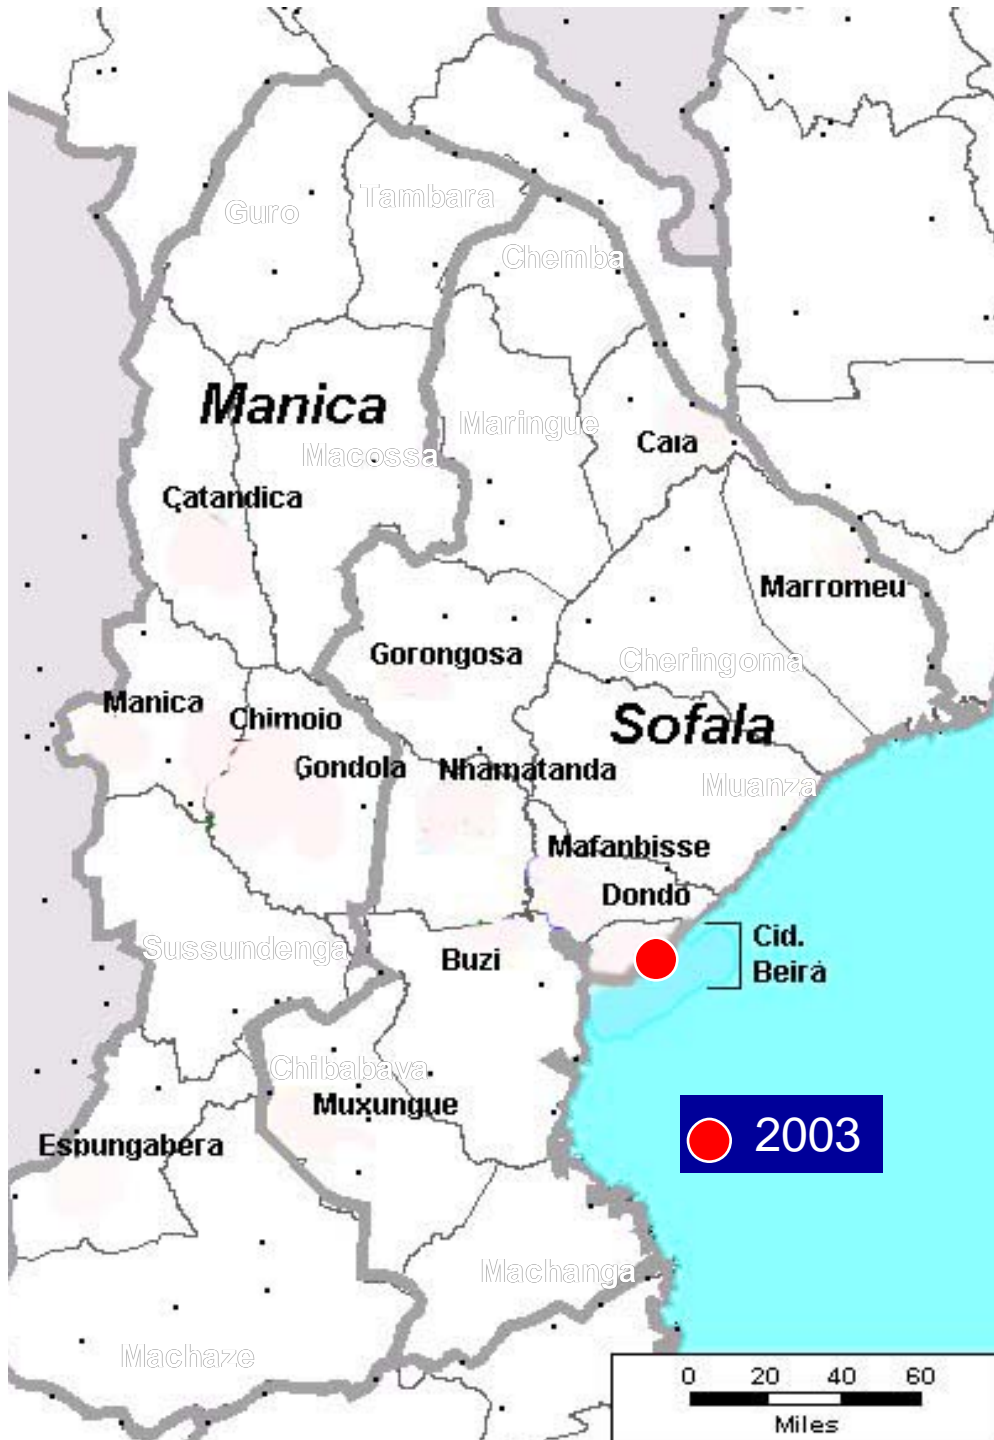 Tambara
Guro
Chemba
Manica
Maringue
Caia
Macossa
Catandica
Marromeu
Gorongosa
Cheringoma
Manica
Chimoio
Sofala
Gondola
Nhamatanda
Muanza
Mafanbisse
Dondo
Sussundenga
Buzi
Cid.
Beira
Chibabava
Muxungue
Espungabera
2003
Machanga
Machaze
0 20 40 60
Miles